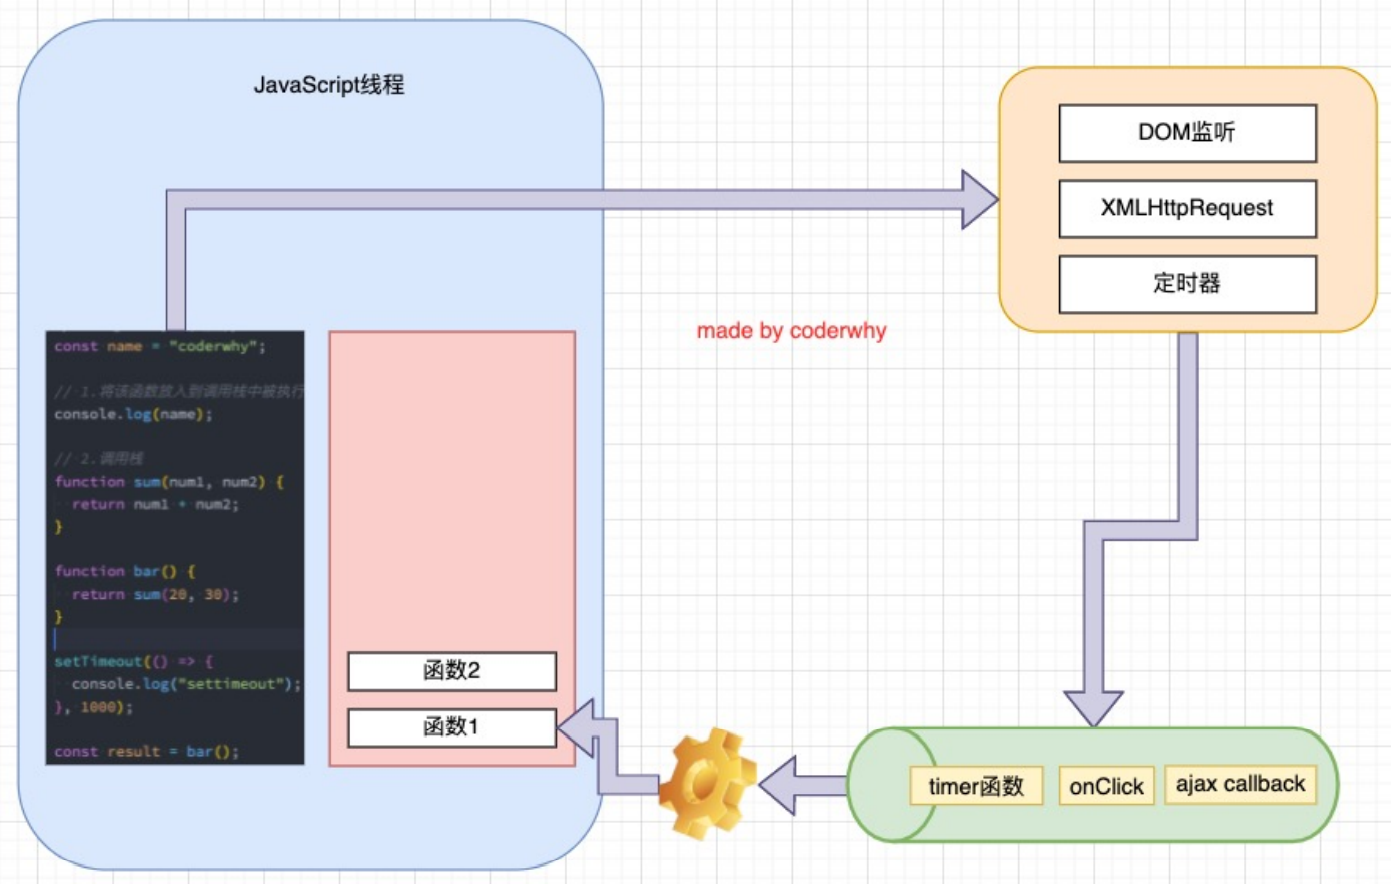 JavaScript线程
const name = "coderwhy";
// 1.将该函数放入到调用栈中被执行
console.log(name);
// 2.调用栈
function sum(num1, num2) {
return num1 + num2;
}
function bar() {
return sum(20, 30);
}
setTimeout(() => {
console.log("settimeout");
}, 1000);
const result = bar();
函数2
函数1
made by coderwhy
DOM监听
XMLHttpRequest
定时器
timer函数
onClick
ajax callback